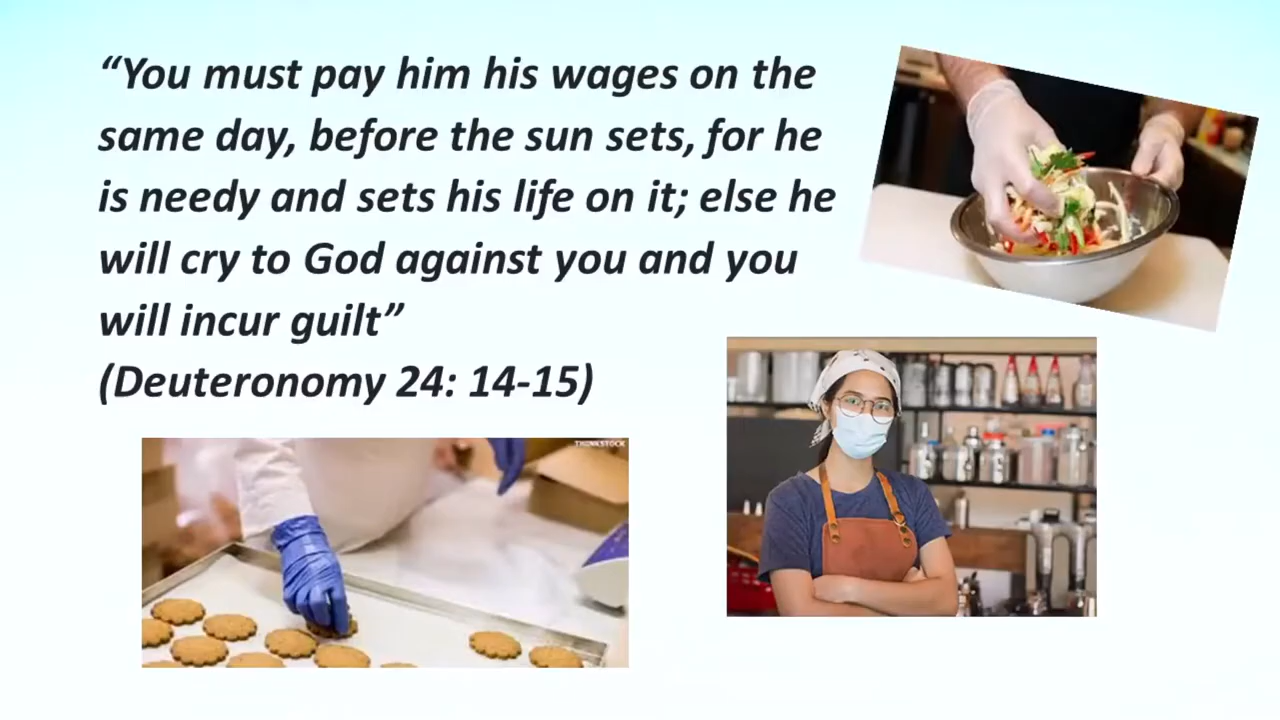 “You must pay him his wages on the
same day, before the sun sets, for he
is needy and sets his life on it; else he
will cry to God against you and you
will incur guilt”
(Deuteronomy 24: 14-15)
THINKSTOCK